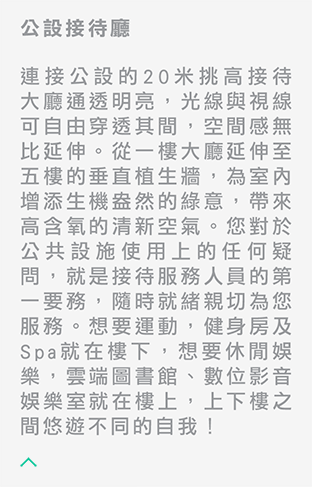 公設接待廳
連接公設的20米挑高接待
大廳通透明亮，光線與視線
可自由穿透其間，空間感無
比延伸。從一樓大廳延伸至
五樓的垂直植生牆，為室內
增添生機盎然的綠意，帶來
高含氧的清新空氣。您對於
公共設施使用上的任何疑
問，就是接待服務人員的第
一要務，隨時就緒親切為您
服務。想要運動，健身房及
Spa就在樓下，想要休閒娛
樂，雲端圖書館、數位影音
娛樂室就在樓上，上下樓之
間悠遊不同的自我！